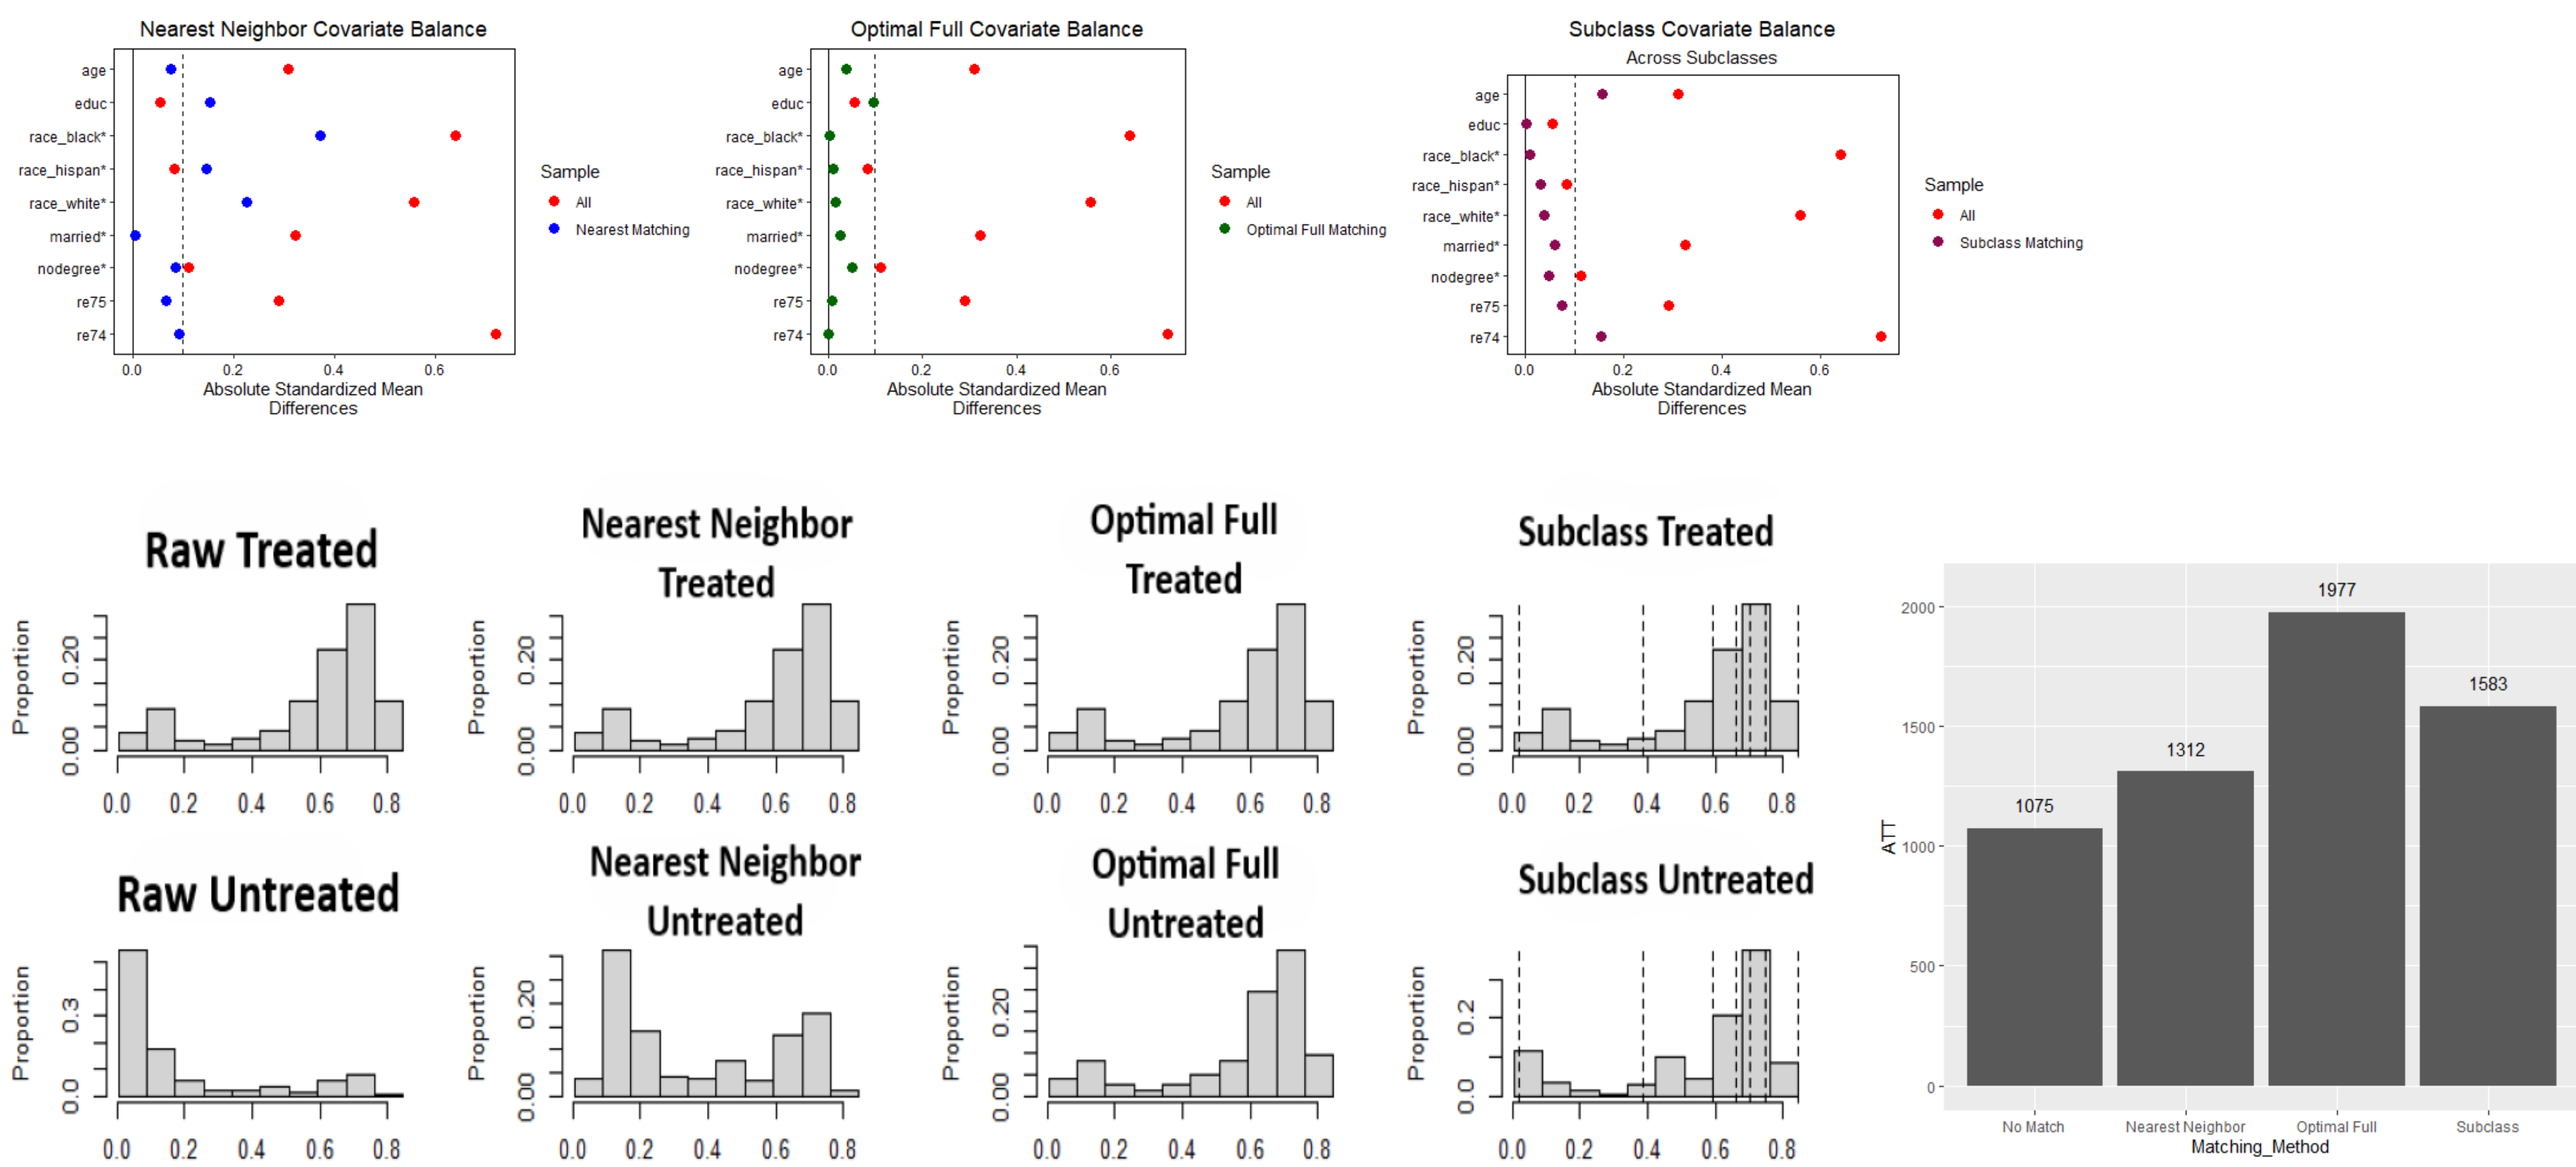 Nearest Neighbor Covariate Balance
age
educ
race_black*
race_hispan*
race_white*
married*
nodegree*
re75
re74
0.0 0.2 0.4 0.6
Absolute Standardized Mean
Differences
Sample
All
Nearest Matching
Optimal Full Covariate Balance
age
educ
race_black*
race_hispan*
race_white*
married*
nodegree*
re75
re74
0.0 0.2 0.4 0.6
Absolute Standardized Mean
Differences
Sample
All
Optimal Full Matching
Subclass Covariate Balance
Across Subclasses
age
educ
race_black*
race_hispan*
race_white*
married*
nodegree*
re75
re74
0.0 0.2 0.4 0.6
Absolute Standardized Mean
Differences
Sample
All
Subclass Matching
Raw Treated
Proportion
0.20
0.00
0.0 0.2 0.4 0.6 0.8
Nearest Neighbor
Treated
Proportion
0.20
0.00
0.0 0.2 0.4 0.6 0.8
Optimal Full
Treated
Proportion
0.20
0.00
0.0 0.2 0.4 0.6 0.8
Subclass Treated
Proportion
0.20
0.00
0.0 0.2 0.4 0.6 0.8
Raw Untreated
Proportion
0.3
0.0
0.0 0.2 0.4 0.6 0.8
Nearest Neighbor
Untreated
Proportion
0.20
0.00
0.0 0.2 0.4 0.6 0.8
Optimal Full
Untreated
Proportion
0.20
0.00
0.0 0.2 0.4 0.6 0.8
Subclass Untreated
Proportion
0.2
0.0
0.0 0.2 0.4 0.6 0.8
ATT
2000
1500
1000
500
0
1075
1312
1977
1583
No Match Nearest Neighbor Optimal Full Subclass
Matching_Method